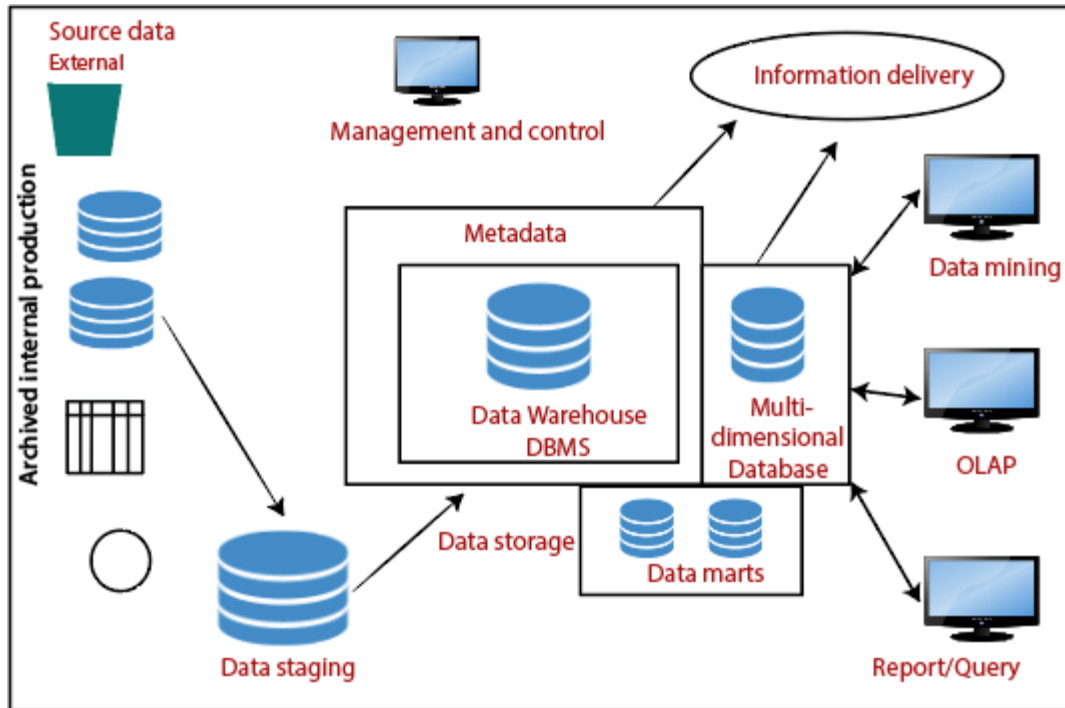 Source data
External
Archived internal production
Management and control
Information delivery
Metadata
Data Warehouse
DBMS
Multi-
dimensional
Database
Data mining
OLAP
Data storage
Data marts
Data staging
Report/Query